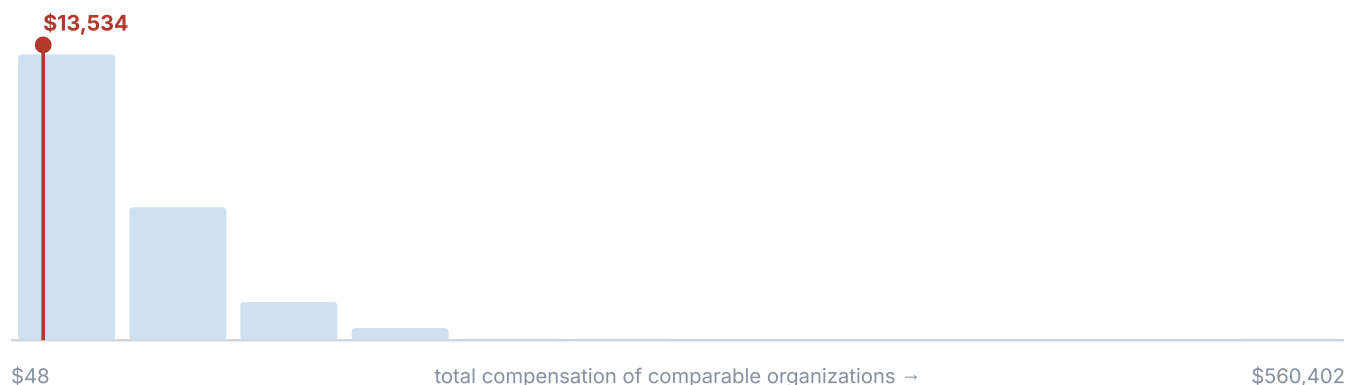 $13,534
$48 total compensation of comparable organizations → $560,402